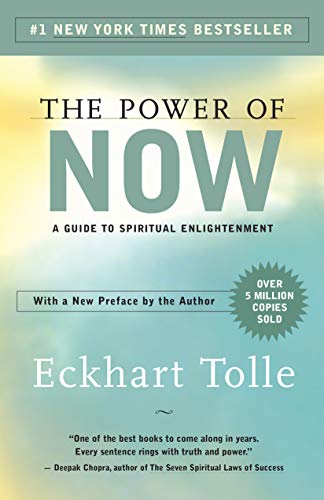 #1 NEW YORK TIMES BESTSELLER
THE POWER OF
NOW
A GUIDE TO SPIRITUAL ENLIGHTENMENT
With a New Preface by the Author
OVER
5 MILLION
COPIES
SOLD
Eckhart Tolle
"One of the best books to come along in years.
Every sentence rings with truth and power."
— Deepak Chopra, author of The Seven Spiritual Laws of Success